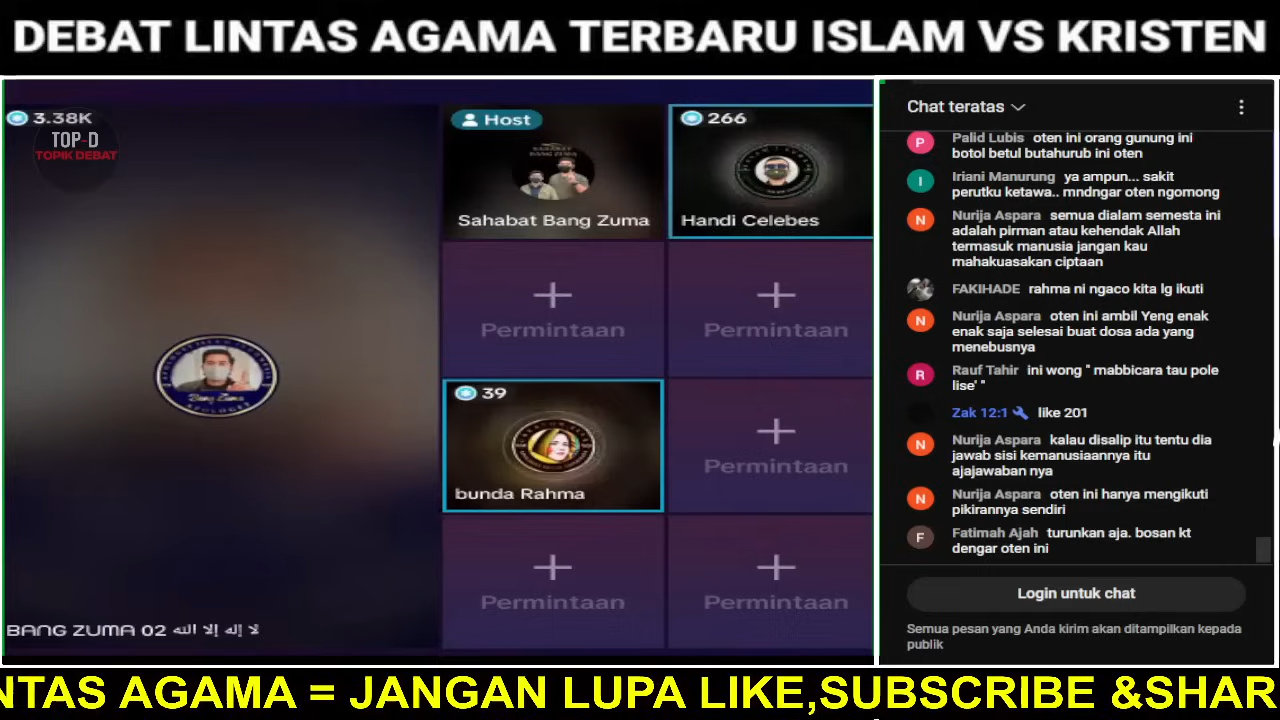 DEBAT LINTAS AGAMA TERBARU ISLAM VS KRISTEN
3.38K
TOP-D
TOPIK DEBAT
Host
Sahabat Bang Zuma
266
Handi Celebes
Permintaan
Permintaan
39
bunda Rahma
Permintaan
Permintaan
Permintaan
Bang Zuma
BANG ZUMA 02 لا إله إلا الله
Chat teratas
P
Palid Lubis oten ini orang gunung ini
botol betul butahurub ini oten
I
Iriani Manurung ya ampun... sakit
perutku ketawa.. mndngar oten ngomong
N
Nurija Aspara semua dialam semesta ini
adalah pirman atau kehendak Allah
termasuk manusia jangan kau
mahakuasakan ciptaan
FAKIHADE rahma ni ngaco kita lg ikuti
N
Nurija Aspara oten ini ambil Yeng enak
enak saja selesai buat dosa ada yang
menebusnya
R
Rauf Tahir ini wong " mabbicara tau pole
lise' "
Zak 12:1 like 201
N
Nurija Aspara kalau disalip itu tentu dia
jawab sisi kemanusiaannya itu
ajajawaban nya
N
Nurija Aspara oten ini hanya mengikuti
pikirannya sendiri
F
Fatimah Ajah turunkan aja. bosan kt
dengar oten ini
Login untuk chat
Semua pesan yang Anda kirim akan ditampilkan kepada
publik
NTAS AGAMA = JANGAN LUPA LIKE,SUBSCRIBE &SHAR